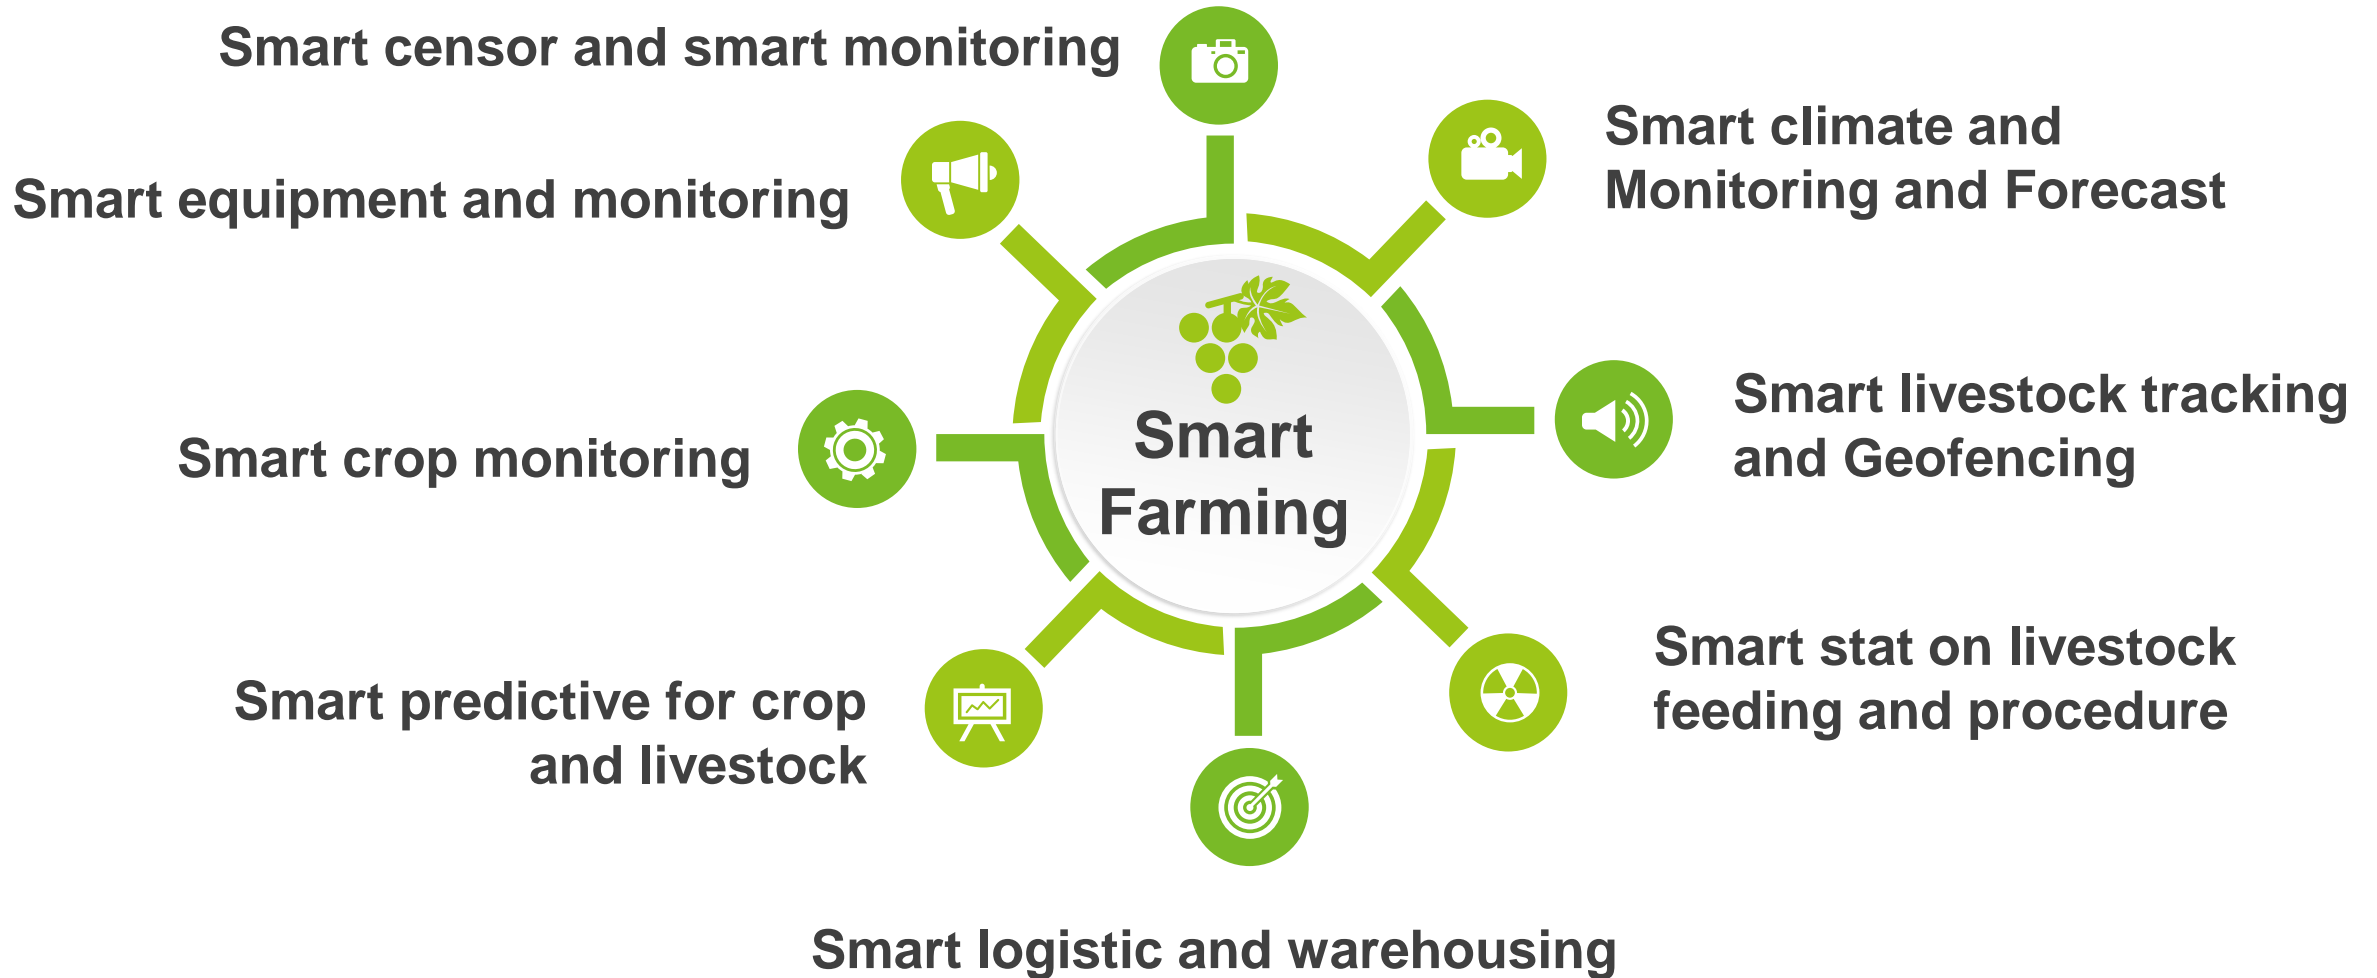 Smart censor and smart monitoring
Smart climate and
Monitoring and Forecast
Smart equipment and monitoring
Smart livestock tracking
and Geofencing
Smart
Farming
Smart crop monitoring
Smart stat on livestock
feeding and procedure
Smart predictive for crop
and livestock
Smart logistic and warehousing